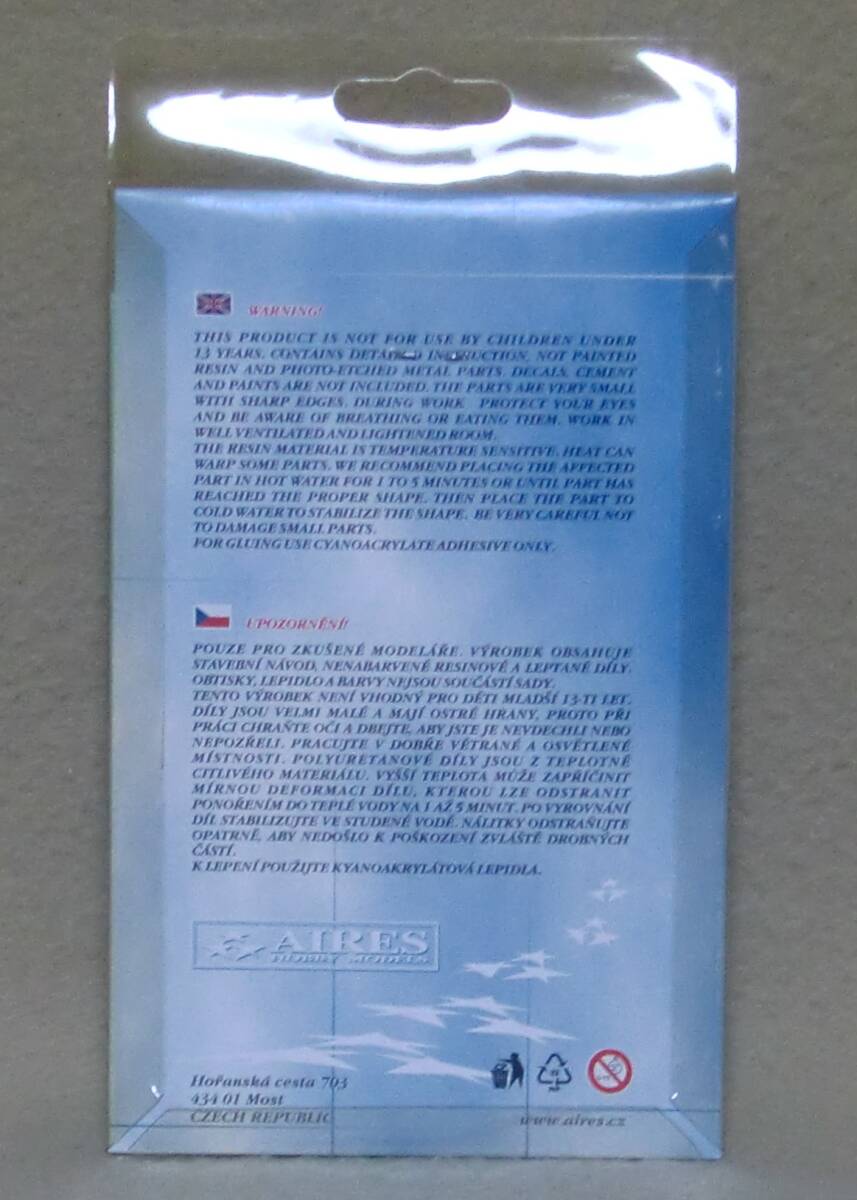 WARNING!
THIS PRODUCT IS NOT FOR USE BY CHILDREN UNDER
13 YEARS. CONTAINS DETAILED INSTRUCTION, NOT PAINTED
RESIN AND PHOTO-ETCHED METAL PARTS. DECALS, CEMENT
AND PAINTS ARE NOT INCLUDED. THE PARTS ARE VERY SMALL
WITH SHARP EDGES. DURING WORK PROTECT YOUR EYES
AND BE AWARE OF BREATHING OR EATING THEM. WORK IN
WELL VENTILATED AND LIGHTENED ROOM.
THE RESIN MATERIAL IS TEMPERATURE SENSITIVE. HEAT CAN
WARP SOME PARTS. WE RECOMMEND PLACING THE AFFECTED
PART IN HOT WATER FOR 1 TO 5 MINUTES OR UNTIL PART HAS
REACHED THE PROPER SHAPE. THEN PLACE THE PART TO
COLD WATER TO STABILIZE THE SHAPE. BE VERY CAREFUL NOT
TO DAMAGE SMALL PARTS.
FOR GLUING USE CYANOACRYLATE ADHESIVE ONLY.
UPOZORNĚNÍ!
POUZE PRO ZKUŠENÉ MODELÁŘE. VÝROBEK OBSAHUJE
STAVEBNÍ NÁVOD, NENABARVENÉ RESINOVÉ A LEPTANÉ DÍLY.
OBTISKY, LEPIDLO A BARVY NEJSOU SOUČÁSTÍ SADY.
TENTO VÝROBEK NENÍ VHODNÝ PRO DĚTI MLADŠÍ 13-TI LET.
DÍLY JSOU VELMI MALÉ A MAJÍ OSTRÉ HRANY, PROTO PŘI
PRÁCI CHRAŇTE OČI A DBEJTE, ABY JSTE JE NEVDECHLI NEBO
NEPOZŘELI. PRACUJTE V DOBŘE VĚTRANÉ A OSVĚTLENÉ
MÍSTNOSTI. POLYURETANOVÉ DÍLY JSOU Z TEPLOTNĚ
CITLIVÉHO MATERIÁLU. VYŠŠÍ TEPLOTA MŮŽE ZAPŘÍČINIT
MÍRNOU DEFORMACI DÍLU, KTEROU LZE ODSTRANIT
PONOŘENÍM DO TEPLÉ VODY NA 1 AŽ 5 MINUT. PO VYROVNÁNÍ
DÍL STABILIZUJTE VE STUDENÉ VODĚ. NÁLITKY ODSTRAŇUJTE
OPATRNĚ, ABY NEDOŠLO K POŠKOZENÍ ZVLÁŠTĚ DROBNÝCH
ČÁSTÍ.
K LEPENÍ POUŽIJTE KYANOAKRYLÁTOVÁ LEPIDLA.
AIRES
HOBBY MODELS
Hořanská cesta 703
434 01 Most
CZECH REPUBLIC
www.aires.cz